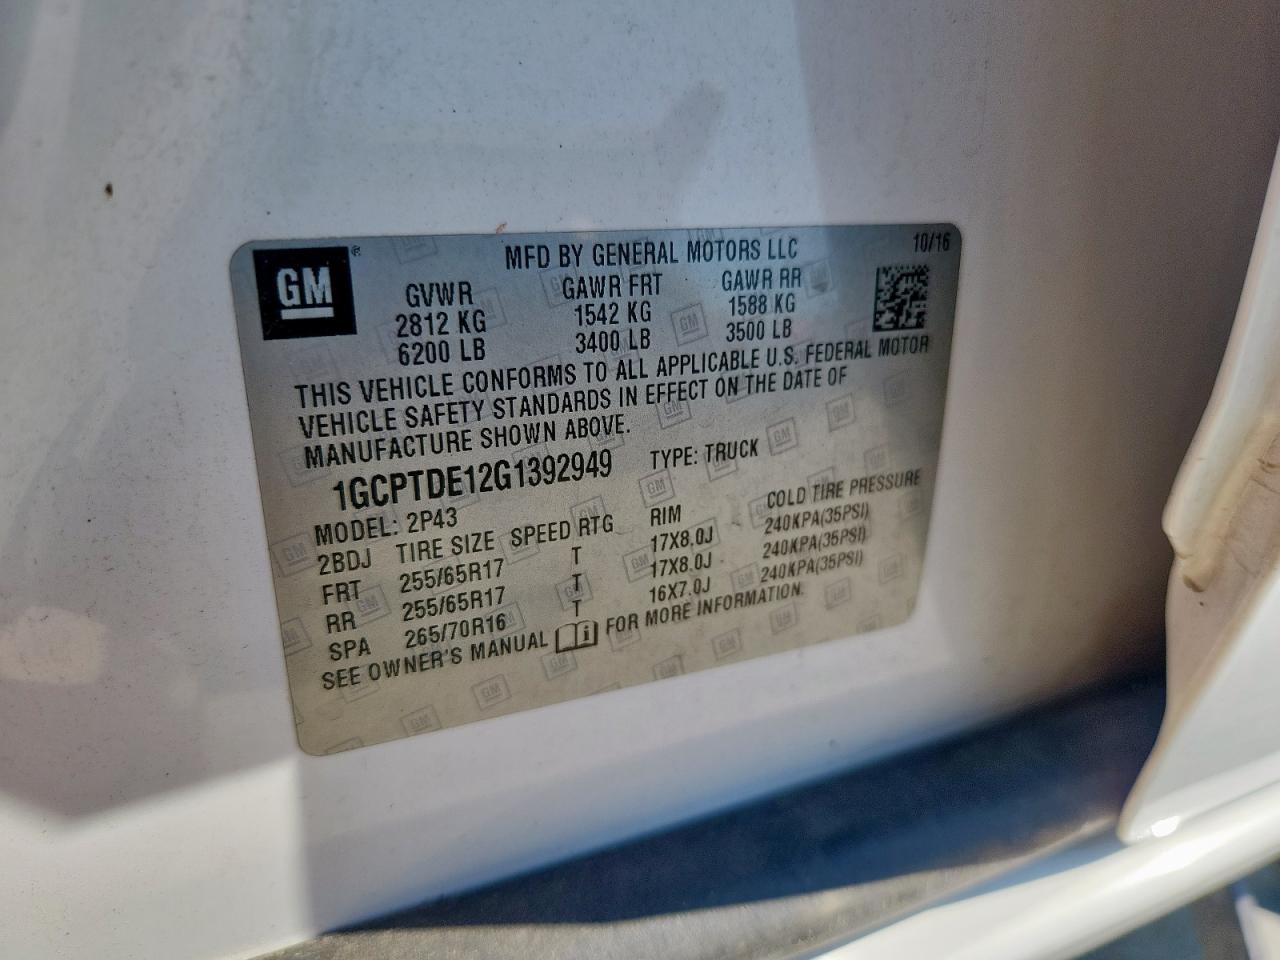 GM
MFD BY GENERAL MOTORS LLC 10/16
GVWR GAWR FRT GAWR RR
2812 KG 1542 KG 1588 KG
6200 LB 3400 LB 3500 LB
THIS VEHICLE CONFORMS TO ALL APPLICABLE U.S. FEDERAL MOTOR
VEHICLE SAFETY STANDARDS IN EFFECT ON THE DATE OF
MANUFACTURE SHOWN ABOVE.
1GCPTDE12G1392949 TYPE: TRUCK
MODEL: 2P43
2BDJ TIRE SIZE SPEED RTG RIM COLD TIRE PRESSURE
FRT 255/65R17 T 17X8.0J 240KPA(35PSI)
RR 255/65R17 T 17X8.0J 240KPA(35PSI)
SPA 265/70R16 T 16X7.0J 240KPA(35PSI)
SEE OWNER'S MANUAL FOR MORE INFORMATION.